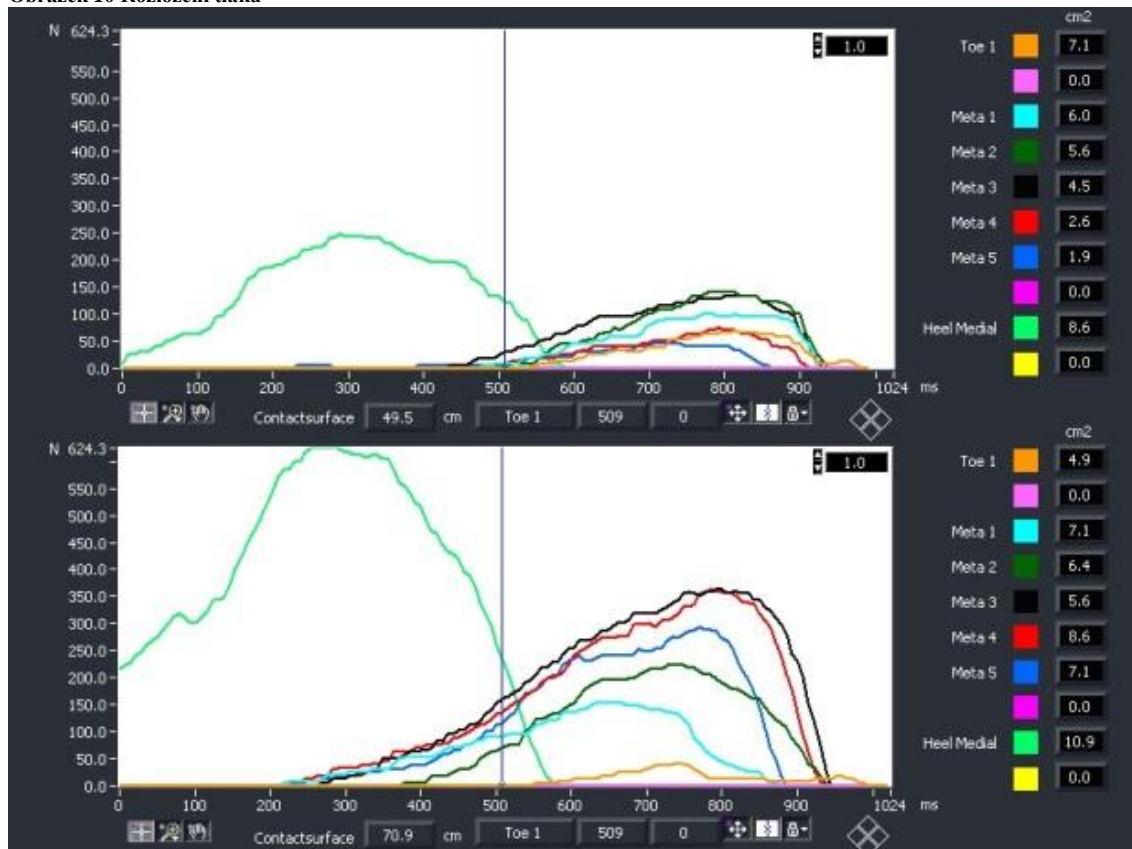 Obrázek 10 Rozložení tlaku
N 624.3
550.0
500.0
450.0
400.0
350.0
300.0
250.0
200.0
150.0
100.0
50.0
0.0
0 100 200 300 400 500 600 700 800 900 1024 ms
1.0
cm2
Toe 1 7.1
0.0
Meta 1 6.0
Meta 2 5.6
Meta 3 4.5
Meta 4 2.6
Meta 5 1.9
0.0
Heel Medial 8.6
0.0
Contactsurface 49.5 cm Toe 1 509 0
N 624.3
550.0
500.0
450.0
400.0
350.0
300.0
250.0
200.0
150.0
100.0
50.0
0.0
0 100 200 300 400 500 600 700 800 900 1024 ms
1.0
cm2
Toe 1 4.9
0.0
Meta 1 7.1
Meta 2 6.4
Meta 3 5.6
Meta 4 8.6
Meta 5 7.1
0.0
Heel Medial 10.9
0.0
Contactsurface 70.9 cm Toe 1 509 0